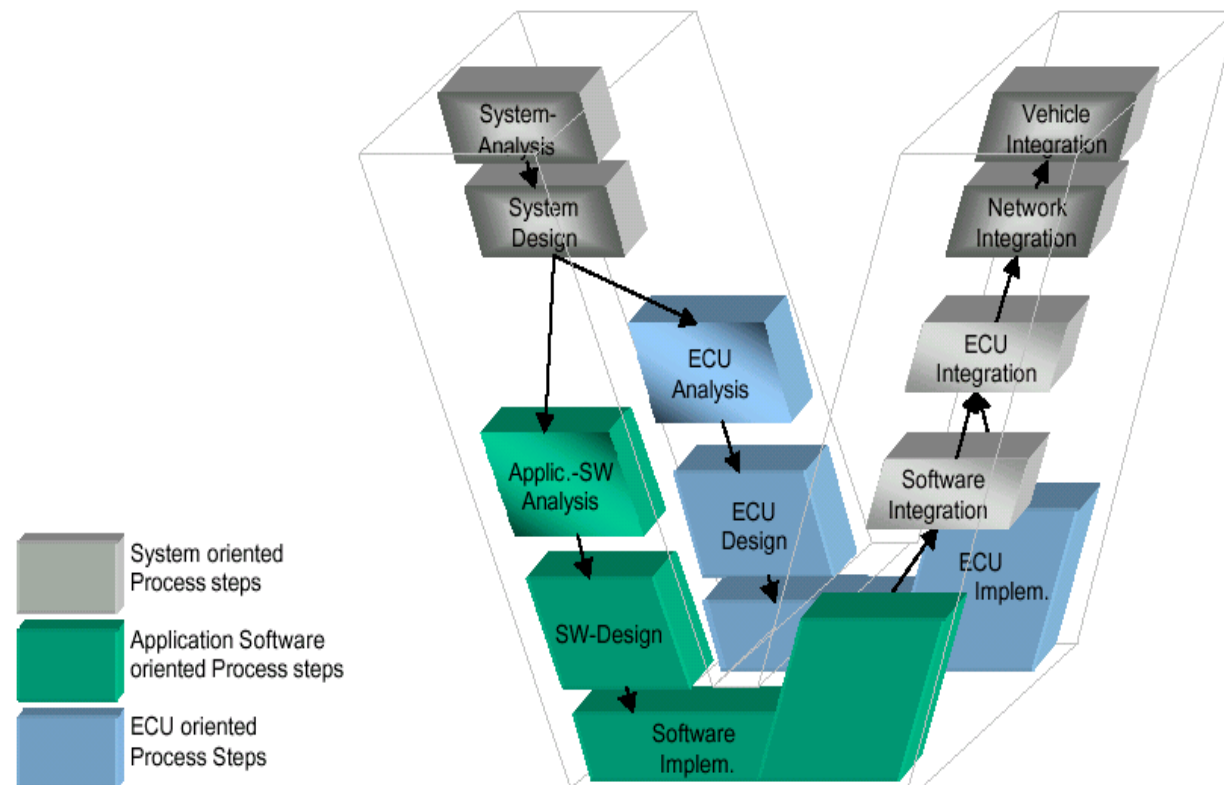 System-
Analysis
System
Design
ECU
Analysis
Applic.-SW
Analysis
ECU
Design
SW-Design
Software
Implem.
Vehicle
Integration
Network
Integration
ECU
Integration
Software
Integration
ECU
Implem.
System oriented
Process steps
Application Software
oriented Process steps
ECU oriented
Process Steps